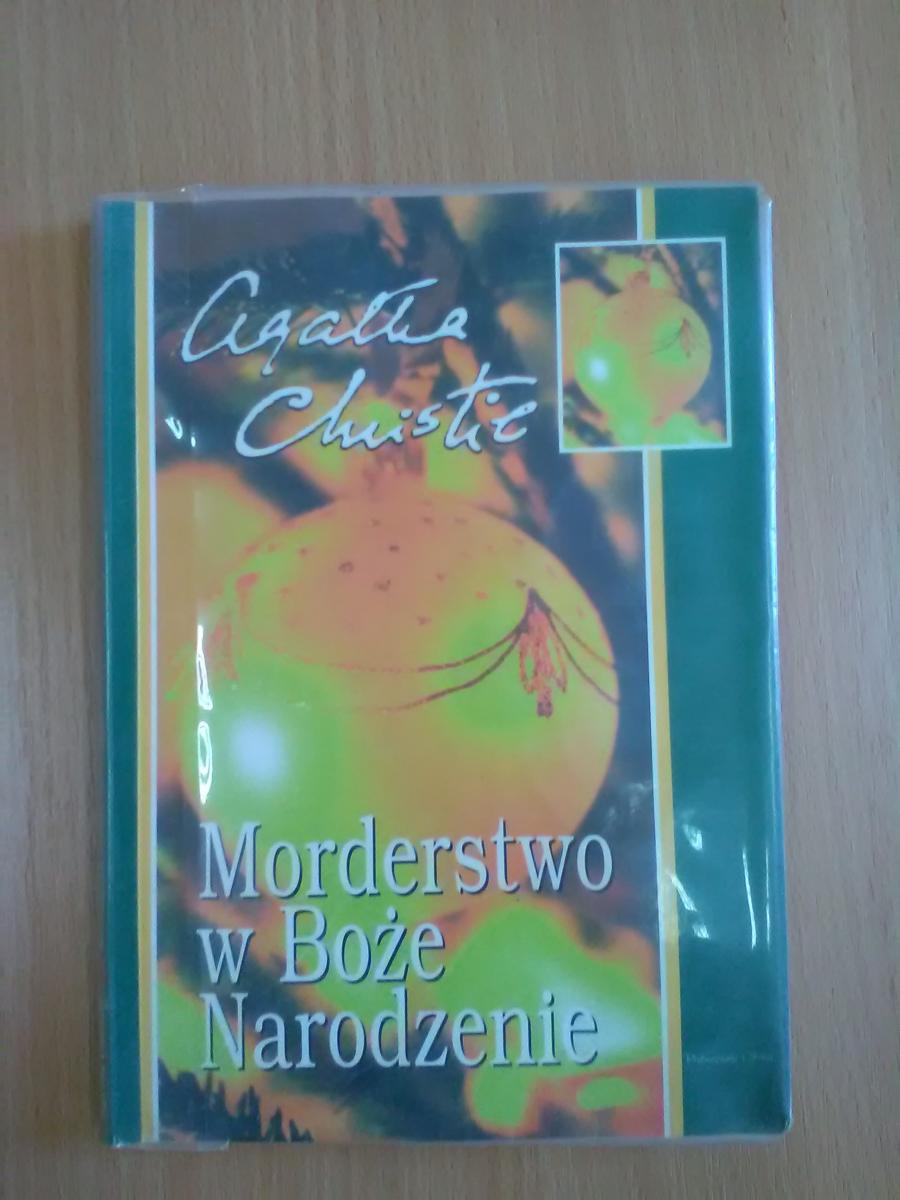 Agatha
Christie
Morderstwo
w Boże
Narodzenie